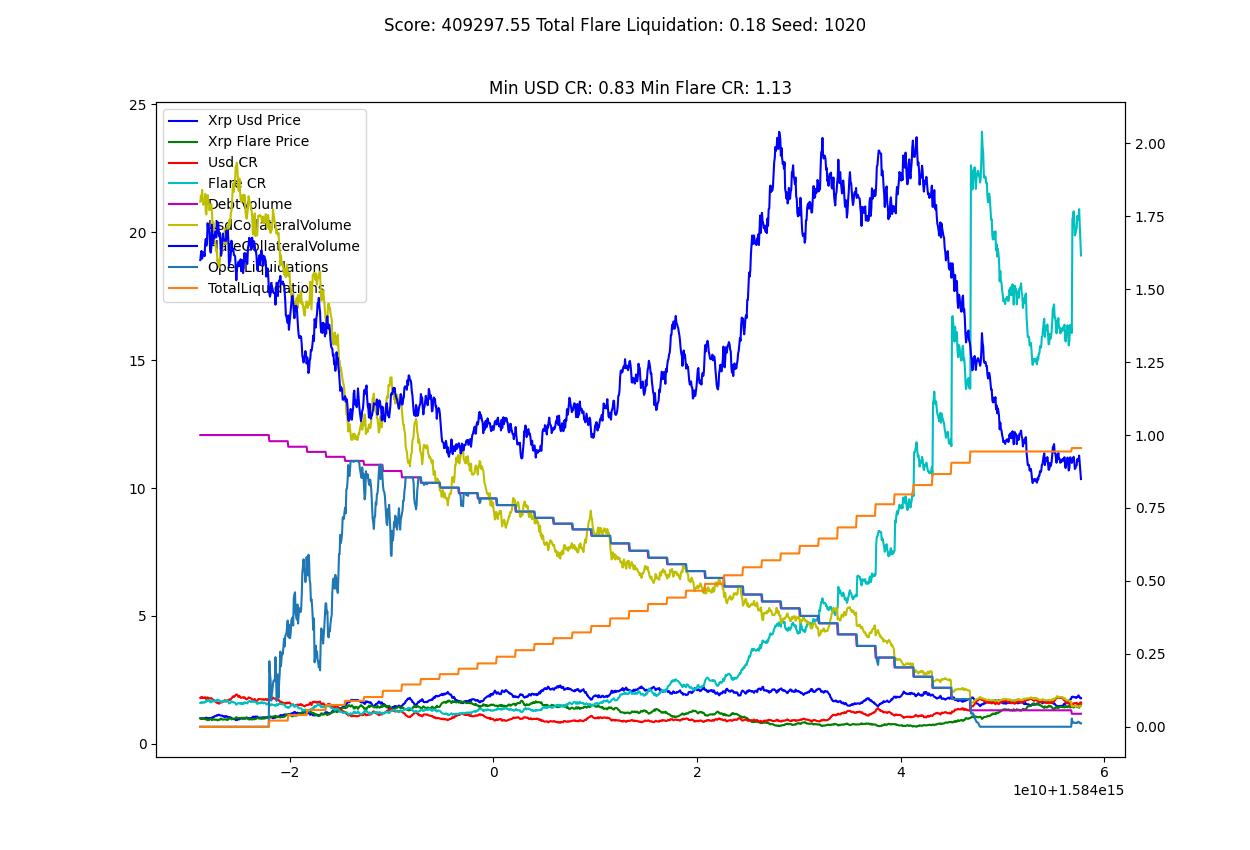 Score: 409297.55 Total Flare Liquidation: 0.18 Seed: 1020
Min USD CR: 0.83 Min Flare CR: 1.13
25
20
15
10
5
0
Xrp Usd Price
Xrp Flare Price
Usd CR
Flare CR
DebtVolume
UsdCollateralVolume
FlareCollateralVolume
OpenLiquidations
TotalLiquidations
2.00
1.75
1.50
1.25
1.00
0.75
0.50
0.25
0.00
−2
0
2
4
6
1e10+1.584e15